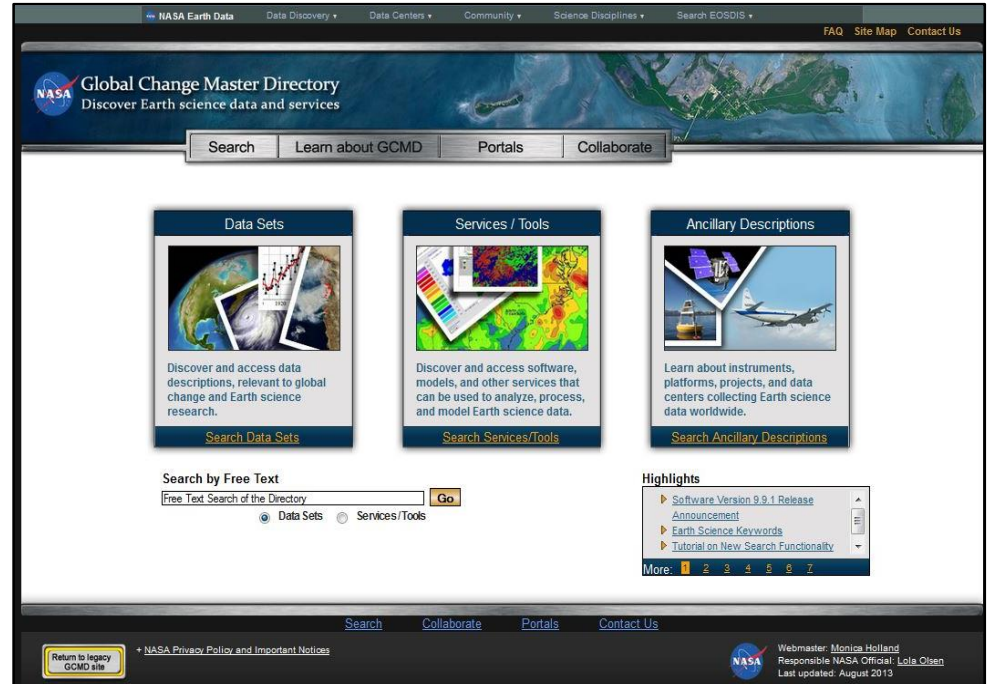 NASA Earth Data Data Discovery Data Centers Community Science Disciplines Search EOSDIS
FAQ Site Map Contact Us
NASA
Global Change Master Directory
Discover Earth science data and services
Search Learn about GCMD Portals Collaborate
Data Sets
Discover and access data
descriptions, relevant to global
change and Earth science
research.
Search Data Sets
Services / Tools
Discover and access software,
models, and other services that
can be used to analyze, process,
and model Earth science data.
Search Services/Tools
Ancillary Descriptions
Learn about instruments,
platforms, projects, and data
centers collecting Earth science
data worldwide.
Search Ancillary Descriptions
Search by Free Text
Free Text Search of the Directory Go
Data Sets Services/Tools
Highlights
Software Version 9.9.1 Release
Announcement
Earth Science Keywords
Tutorial on New Search Functionality
More: 1 2 3 4 5 6 7
Search Collaborate Portals Contact Us
Return to legacy
GCMD site
+ NASA Privacy Policy and Important Notices
NASA
Webmaster: Monica Holland
Responsible NASA Official: Lola Olsen
Last updated: August 2013